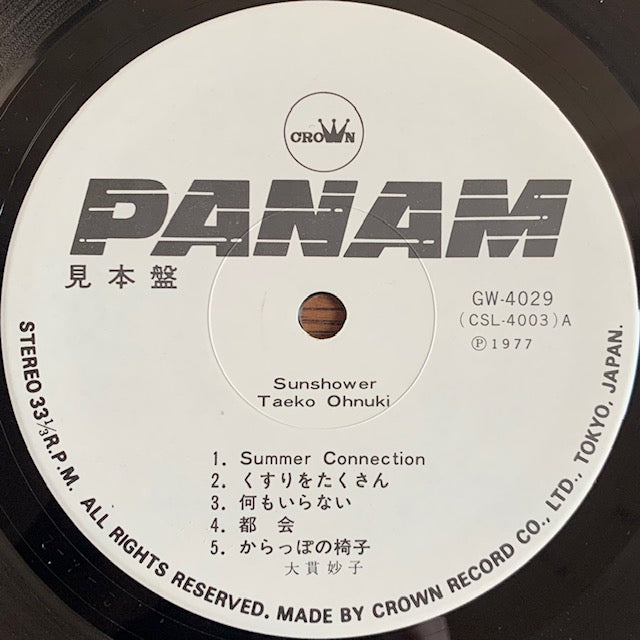 CROWN
PANAM
見本盤
GW-4029
(CSL-4003)A
Ⓟ1977
Sunshower
Taeko Ohnuki
1. Summer Connection
2. くすりをたくさん
3. 何もいらない
4. 都 会
5. からっぽの椅子
大貫妙子
STEREO 33⅓R.P.M. ALL RIGHTS RESERVED. MADE BY CROWN RECORD CO., LTD., TOKYO, JAPAN.